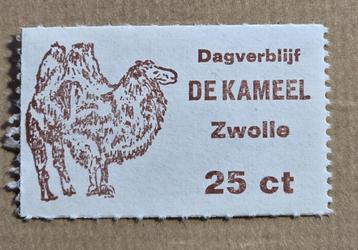 Dagverblijf
DE KAMEEL
Zwolle
25 ct